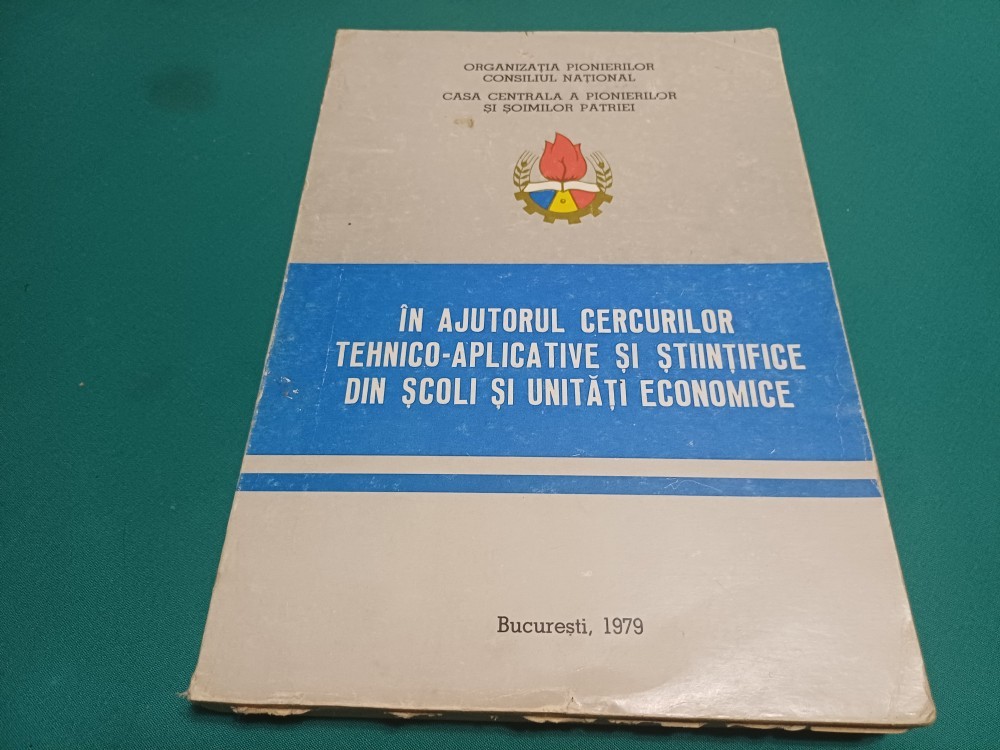 ORGANIZAȚIA PIONIERILOR
CONSILIUL NAȚIONAL
CASA CENTRALA A PIONIERILOR
ȘI ȘOIMILOR PATRIEI
ÎN AJUTORUL CERCURILOR
TEHNICO-APLICATIVE ȘI ȘTIINȚIFICE
DIN ȘCOLI ȘI UNITĂȚI ECONOMICE
București, 1979